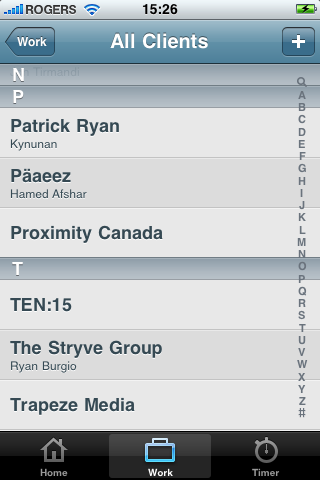 ROGERS 15:26
Work All Clients +
N
P
Patrick Ryan
Kynunan
Päaeez
Hamed Afshar
Proximity Canada
T
TEN:15
The Stryve Group
Ryan Burgio
Trapeze Media
A
B
C
D
E
F
G
H
I
J
K
L
M
N
O
P
Q
R
S
T
U
V
W
X
Y
Z
#
Home Work Timer